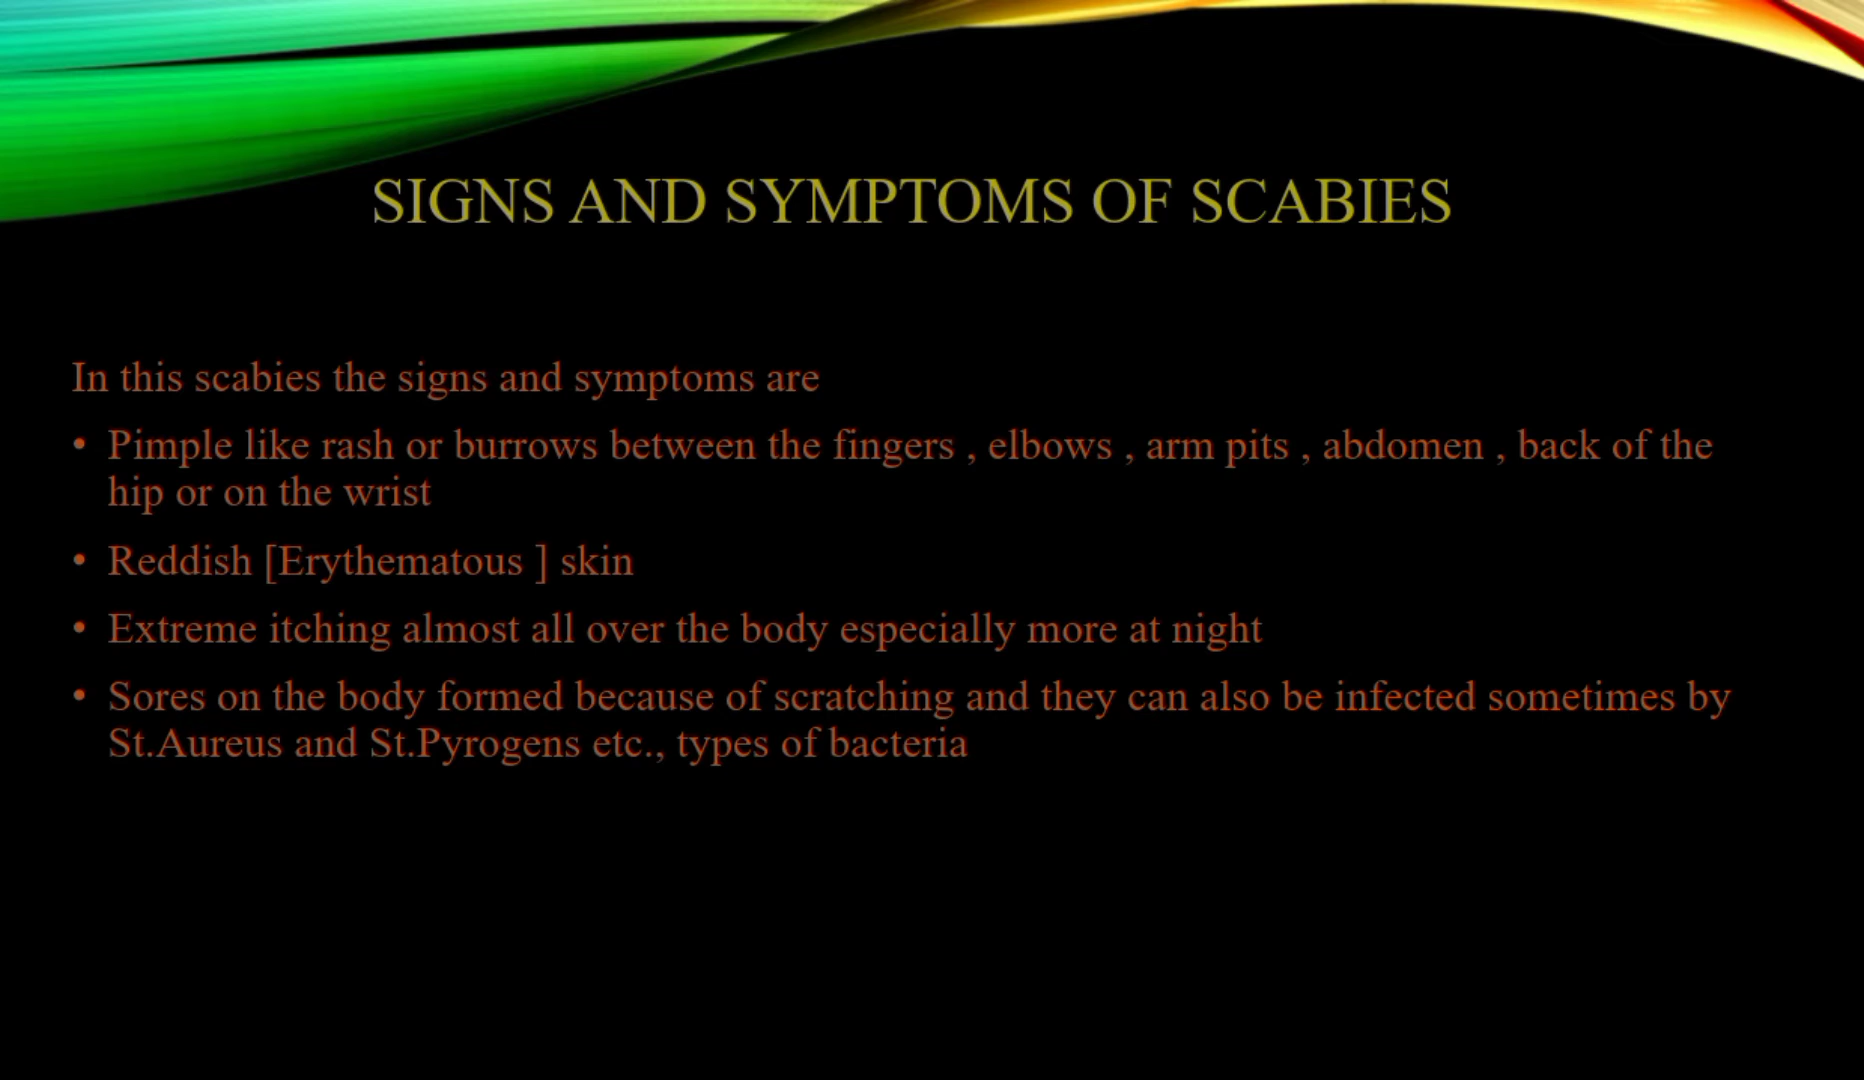 SIGNS AND SYMPTOMS OF SCABIES
In this scabies the signs and symptoms are
• Pimple like rash or burrows between the fingers , elbows , arm pits , abdomen , back of the
hip or on the wrist
• Reddish [Erythematous ] skin
• Extreme itching almost all over the body especially more at night
• Sores on the body formed because of scratching and they can also be infected sometimes by
St.Aureus and St.Pyrogens etc., types of bacteria